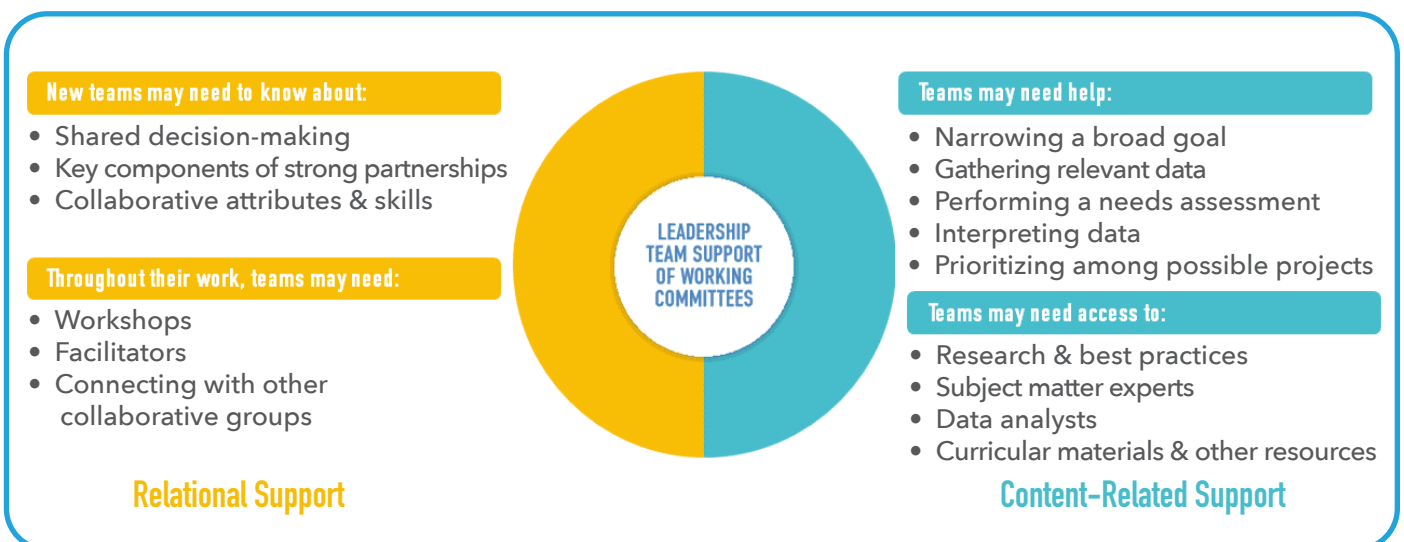 New teams may need to know about:
• Shared decision-making
• Key components of strong partnerships
• Collaborative attributes & skills
Throughout their work, teams may need:
• Workshops
• Facilitators
• Connecting with other
collaborative groups
Relational Support
LEADERSHIP
TEAM SUPPORT
OF WORKING
COMMITTEES
Teams may need help:
• Narrowing a broad goal
• Gathering relevant data
• Performing a needs assessment
• Interpreting data
• Prioritizing among possible projects
Teams may need access to:
• Research & best practices
• Subject matter experts
• Data analysts
• Curricular materials & other resources
Content-Related Support